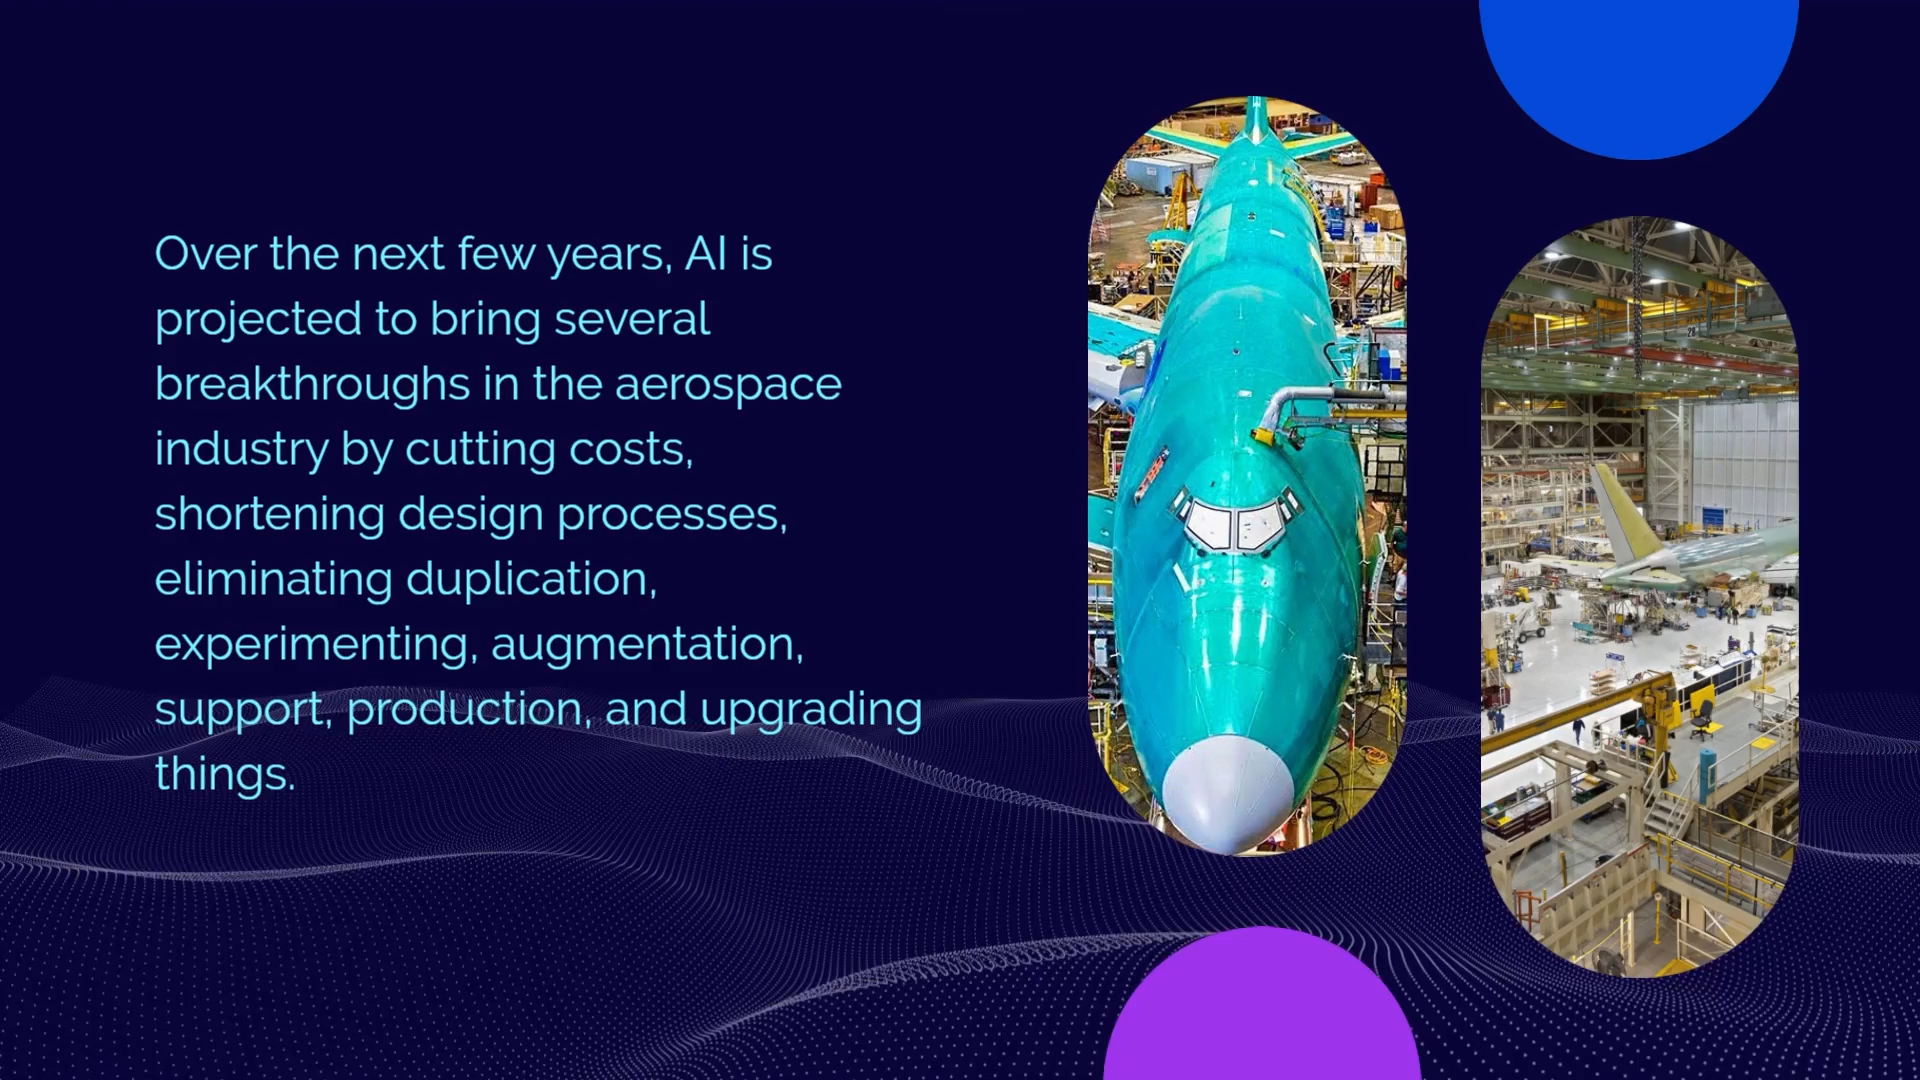 Over the next few years, AI is
projected to bring several
breakthroughs in the aerospace
industry by cutting costs,
shortening design processes,
eliminating duplication,
experimenting, augmentation,
support, production, and upgrading
things.